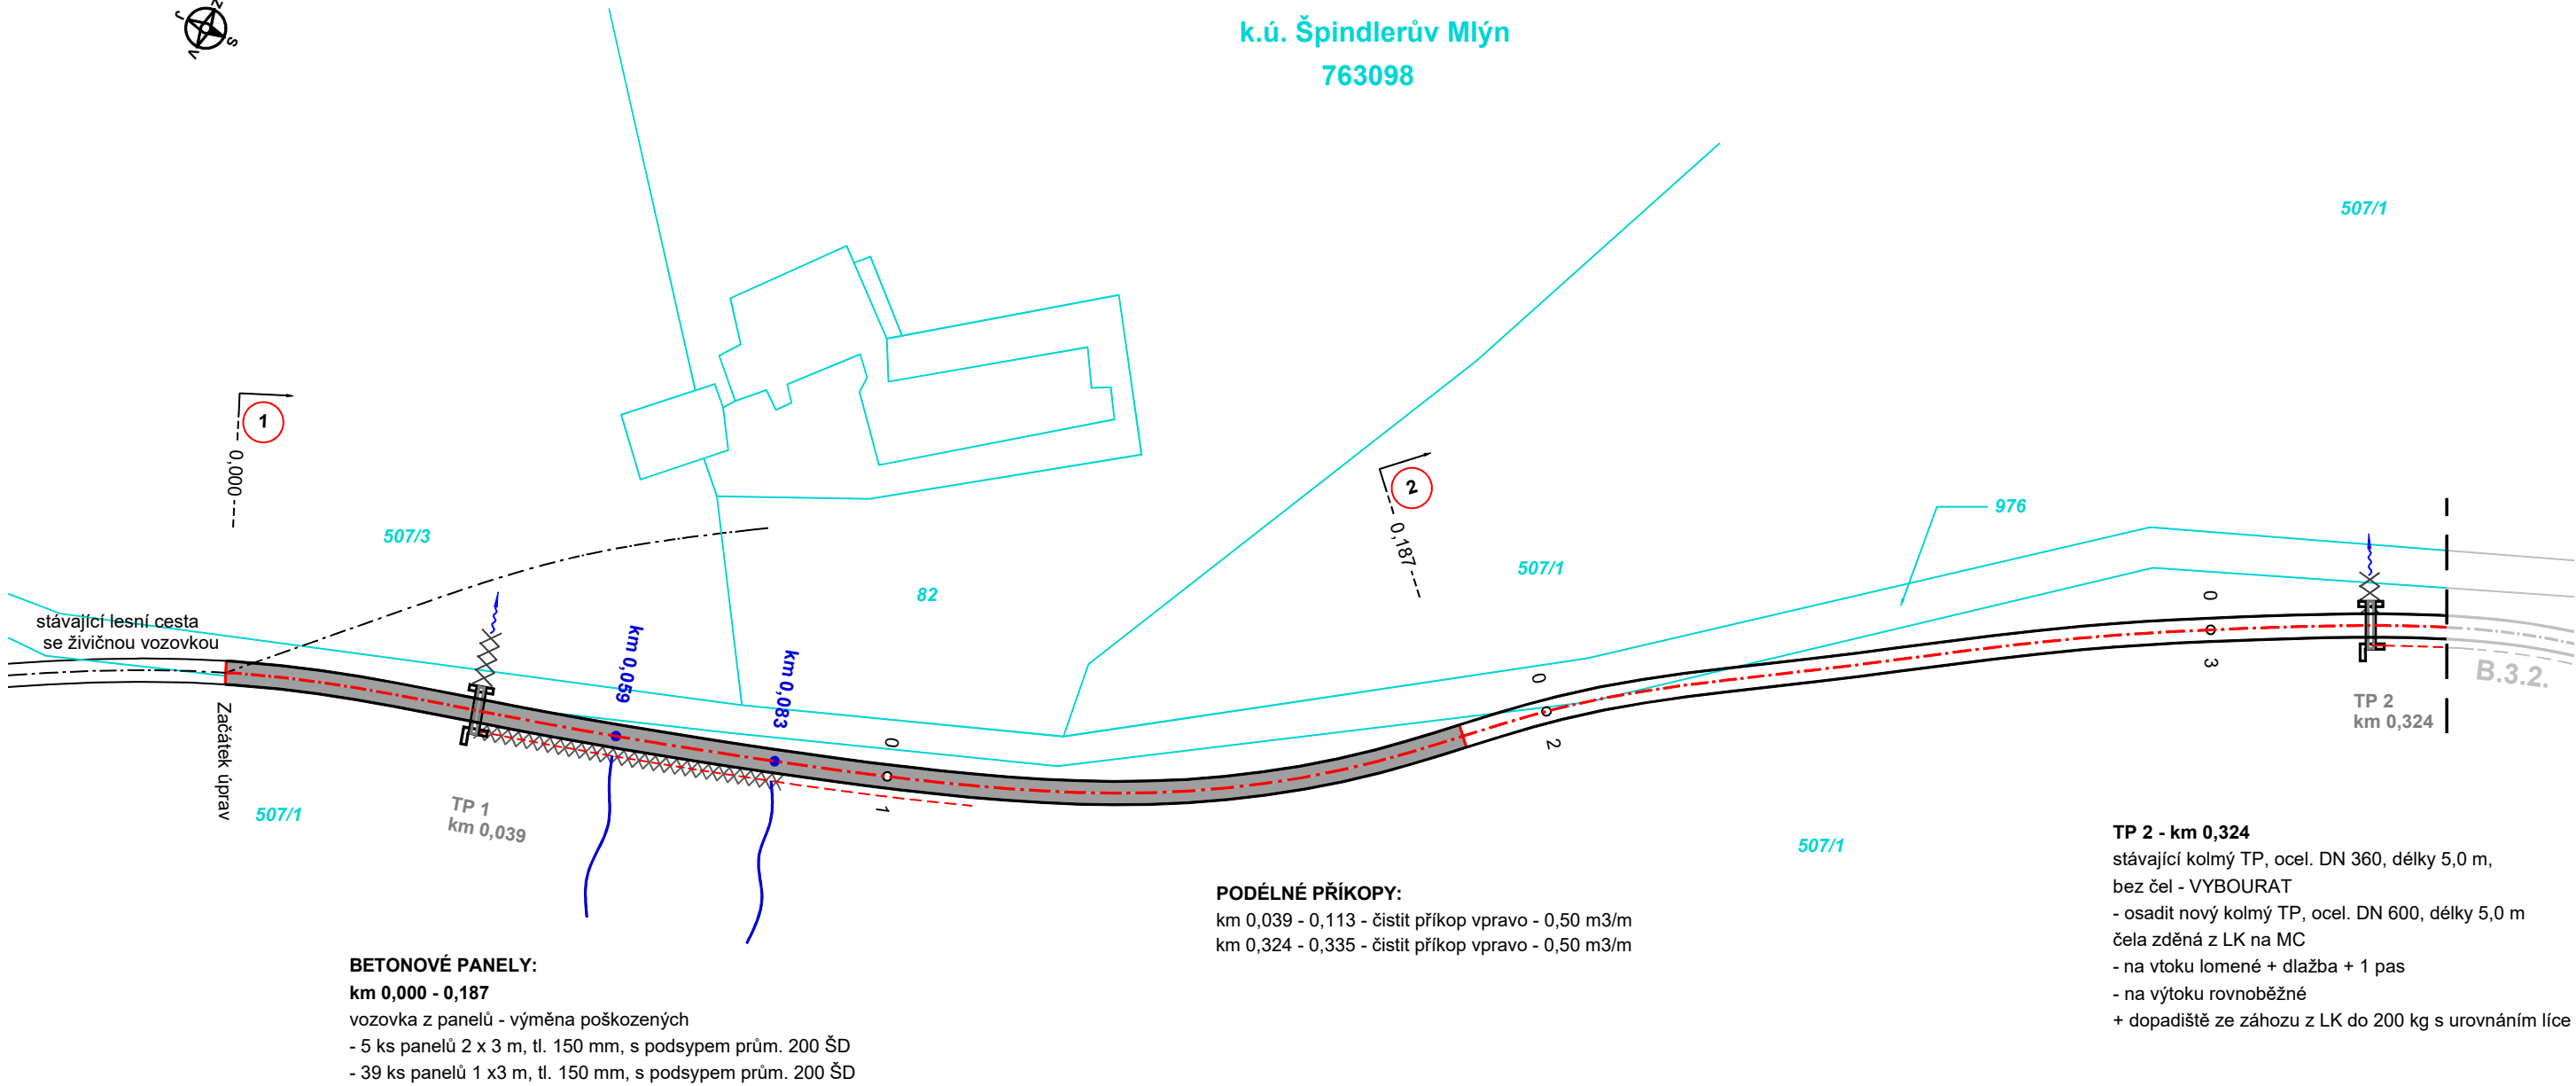 Z
J
S
V
k.ú. Špindlerův Mlýn
763098
507/1
1
0,000
2
0,187
507/3
82
507/1
976
stávající lesní cesta
se živičnou vozovkou
Začátek úprav
507/1
TP 1
km 0,039
km 0,059
km 0,083
0
1
0
2
0
3
B.3.2.
TP 2
km 0,324
507/1
PODÉLNÉ PŘÍKOPY:
km 0,039 - 0,113 - čistit příkop vpravo - 0,50 m3/m
km 0,324 - 0,335 - čistit příkop vpravo - 0,50 m3/m
TP 2 - km 0,324
stávající kolmý TP, ocel. DN 360, délky 5,0 m,
bez čel - VYBOURAT
- osadit nový kolmý TP, ocel. DN 600, délky 5,0 m
čela zděná z LK na MC
- na vtoku lomené + dlažba + 1 pas
- na výtoku rovnoběžné
+ dopadiště ze záhozu z LK do 200 kg s urovnáním líce
BETONOVÉ PANELY:
km 0,000 - 0,187
vozovka z panelů - výměna poškozených
- 5 ks panelů 2 x 3 m, tl. 150 mm, s podsypem prům. 200 ŠD
- 39 ks panelů 1 x3 m, tl. 150 mm, s podsypem prům. 200 ŠD